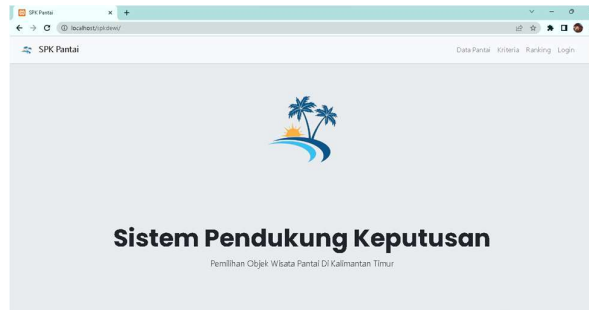 SPK Pantai
localhost/spkdewi/
SPK Pantai
Data Pantai Kriteria Ranking Login
Sistem Pendukung Keputusan
Pemilihan Objek Wisata Pantai Di Kalimantan Timur